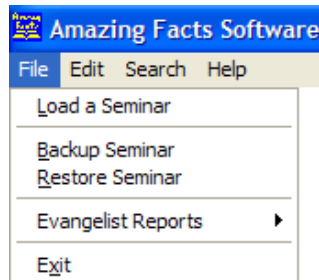 Amazing Facts Software
File Edit Search Help
Load a Seminar
Backup Seminar
Restore Seminar
Evangelist Reports
Exit